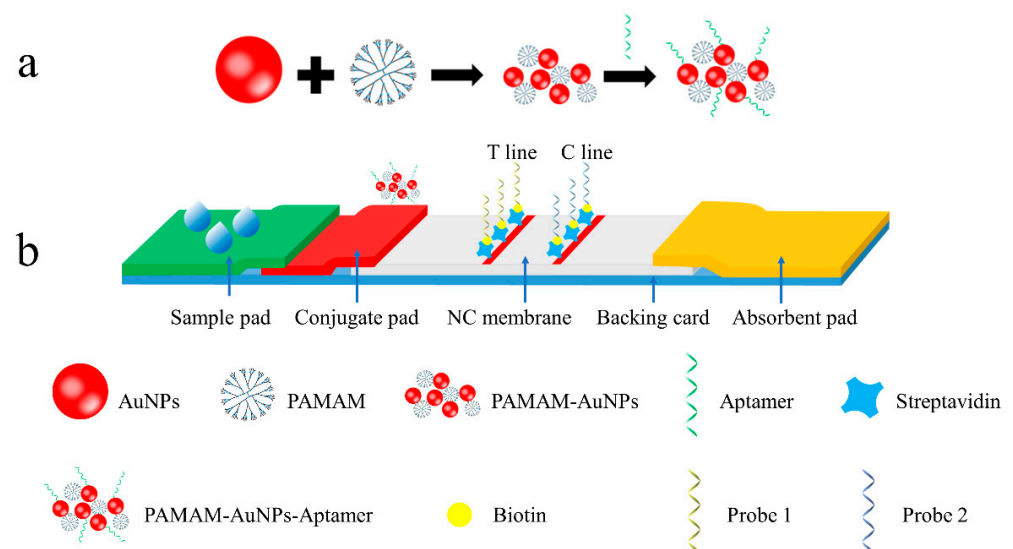 a
T line C line
b
Sample pad Conjugate pad NC membrane Backing card Absorbent pad
AuNPs PAMAM PAMAM-AuNPs Aptamer Streptavidin
PAMAM-AuNPs-Aptamer Biotin Probe 1 Probe 2